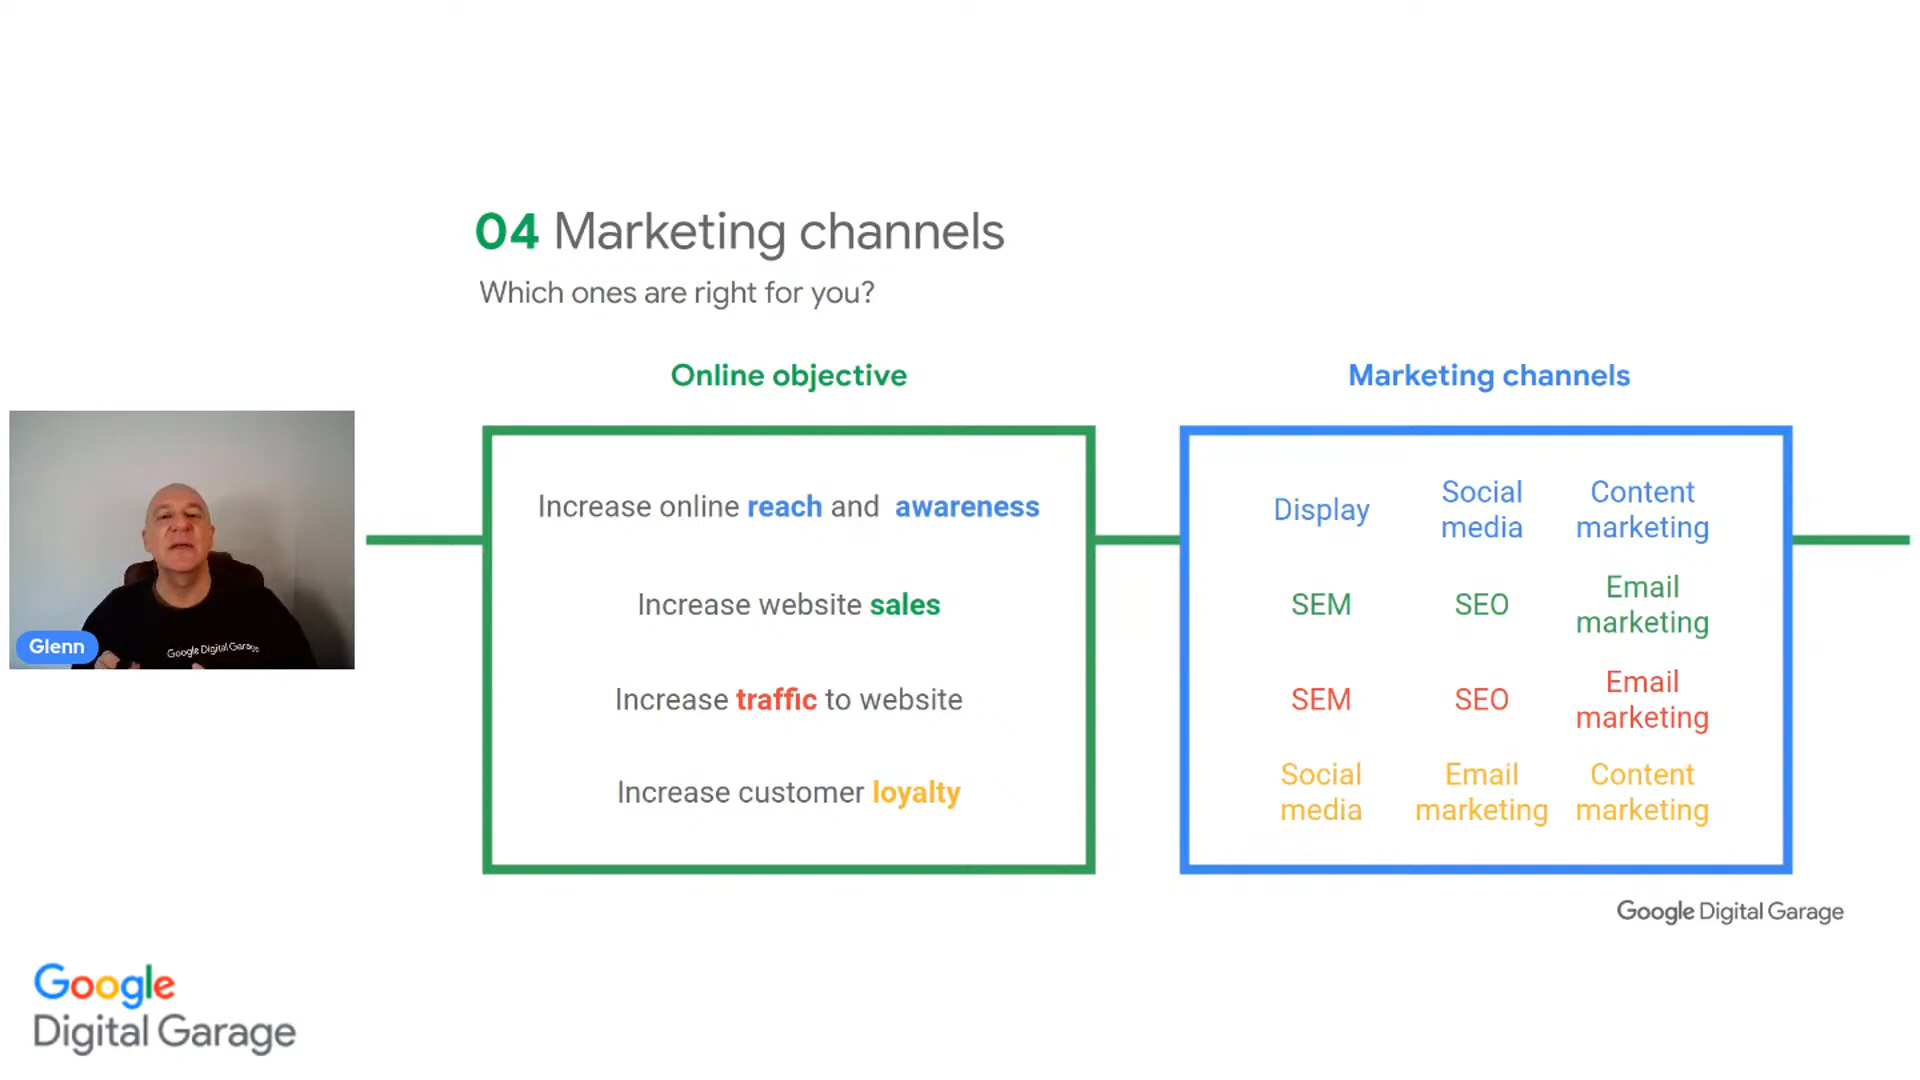 04 Marketing channels
Which ones are right for you?
Online objective
Increase online reach and awareness
Increase website sales
Increase traffic to website
Increase customer loyalty
Marketing channels
Display
Social
media
Content
marketing
SEM
SEO
Email
marketing
SEM
SEO
Email
marketing
Social
media
Email
marketing
Content
marketing
Google Digital Garage
Glenn
Google Digital Garage
Google
Digital Garage